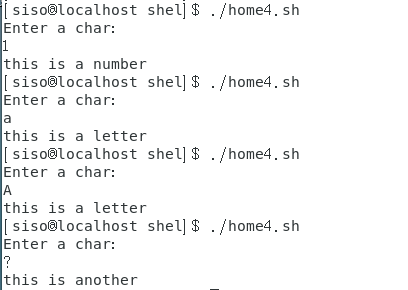 [siso@localhost shel]$ ./home4.sh
Enter a char:
1
this is a number
[siso@localhost shel]$ ./home4.sh
Enter a char:
a
this is a letter
[siso@localhost shel]$ ./home4.sh
Enter a char:
A
this is a letter
[siso@localhost shel]$ ./home4.sh
Enter a char:
?
this is another